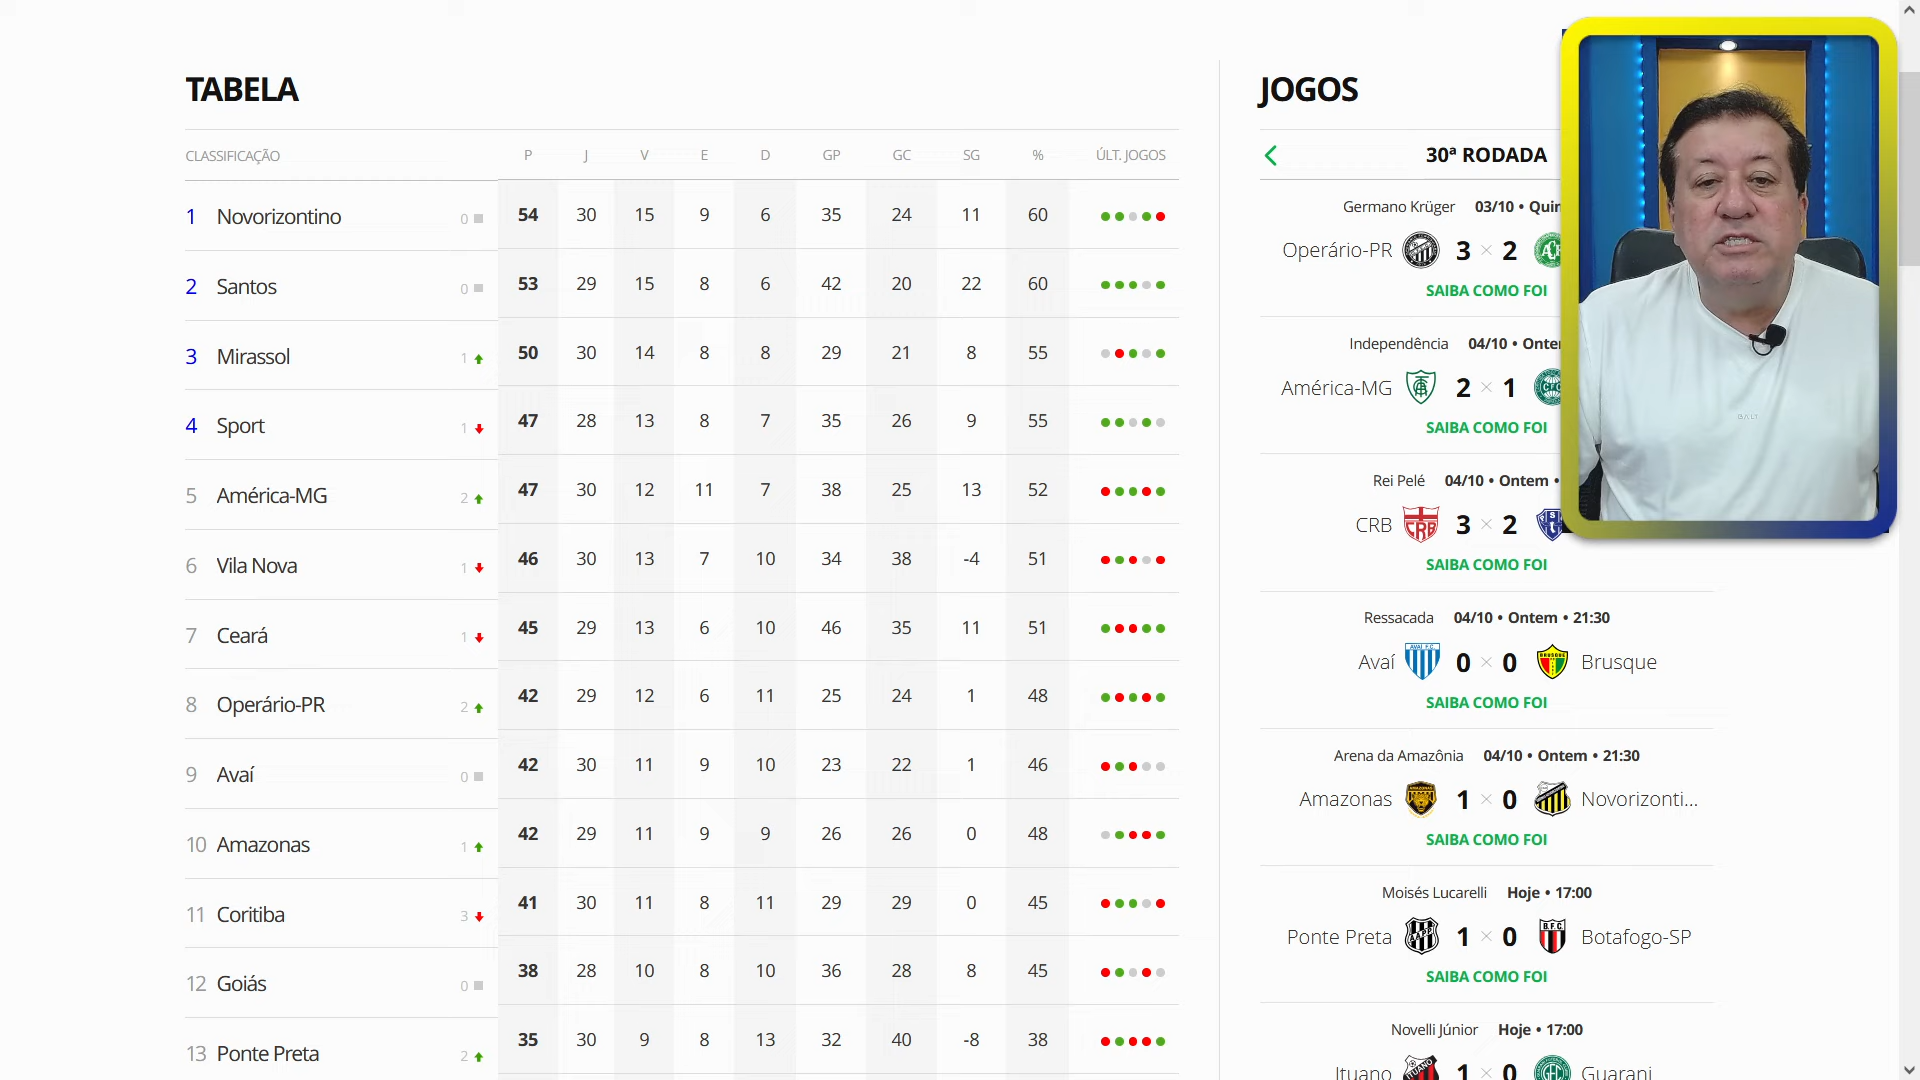 TABELA
CLASSIFICAÇÃO P J V E D GP GC SG % ÚLT. JOGOS
1 Novorizontino 0 54 30 15 9 6 35 24 11 60
2 Santos 0 53 29 15 8 6 42 20 22 60
3 Mirassol 1 50 30 14 8 8 29 21 8 55
4 Sport 1 47 28 13 8 7 35 26 9 55
5 América-MG 2 47 30 12 11 7 38 25 13 52
6 Vila Nova 1 46 30 13 7 10 34 38 -4 51
7 Ceará 1 45 29 13 6 10 46 35 11 51
8 Operário-PR 2 42 29 12 6 11 25 24 1 48
9 Avaí 0 42 30 11 9 10 23 22 1 46
10 Amazonas 1 42 29 11 9 9 26 26 0 48
11 Coritiba 3 41 30 11 8 11 29 29 0 45
12 Goiás 0 38 28 10 8 10 36 28 8 45
13 Ponte Preta 2 35 30 9 8 13 32 40 -8 38
JOGOS
30ª RODADA
Germano Krüger 03/10 • Quin
Operário-PR 3 × 2
SAIBA COMO FOI
Independência 04/10 • Onte
América-MG 2 × 1
SAIBA COMO FOI
Rei Pelé 04/10 • Ontem •
CRB 3 × 2
SAIBA COMO FOI
Ressacada 04/10 • Ontem • 21:30
Avaí 0 × 0 Brusque
SAIBA COMO FOI
Arena da Amazônia 04/10 • Ontem • 21:30
Amazonas 1 × 0 Novorizonti...
SAIBA COMO FOI
Moisés Lucarelli Hoje • 17:00
Ponte Preta 1 × 0 Botafogo-SP
SAIBA COMO FOI
Novelli Júnior Hoje • 17:00
Ituano 1 × 0 Guarani